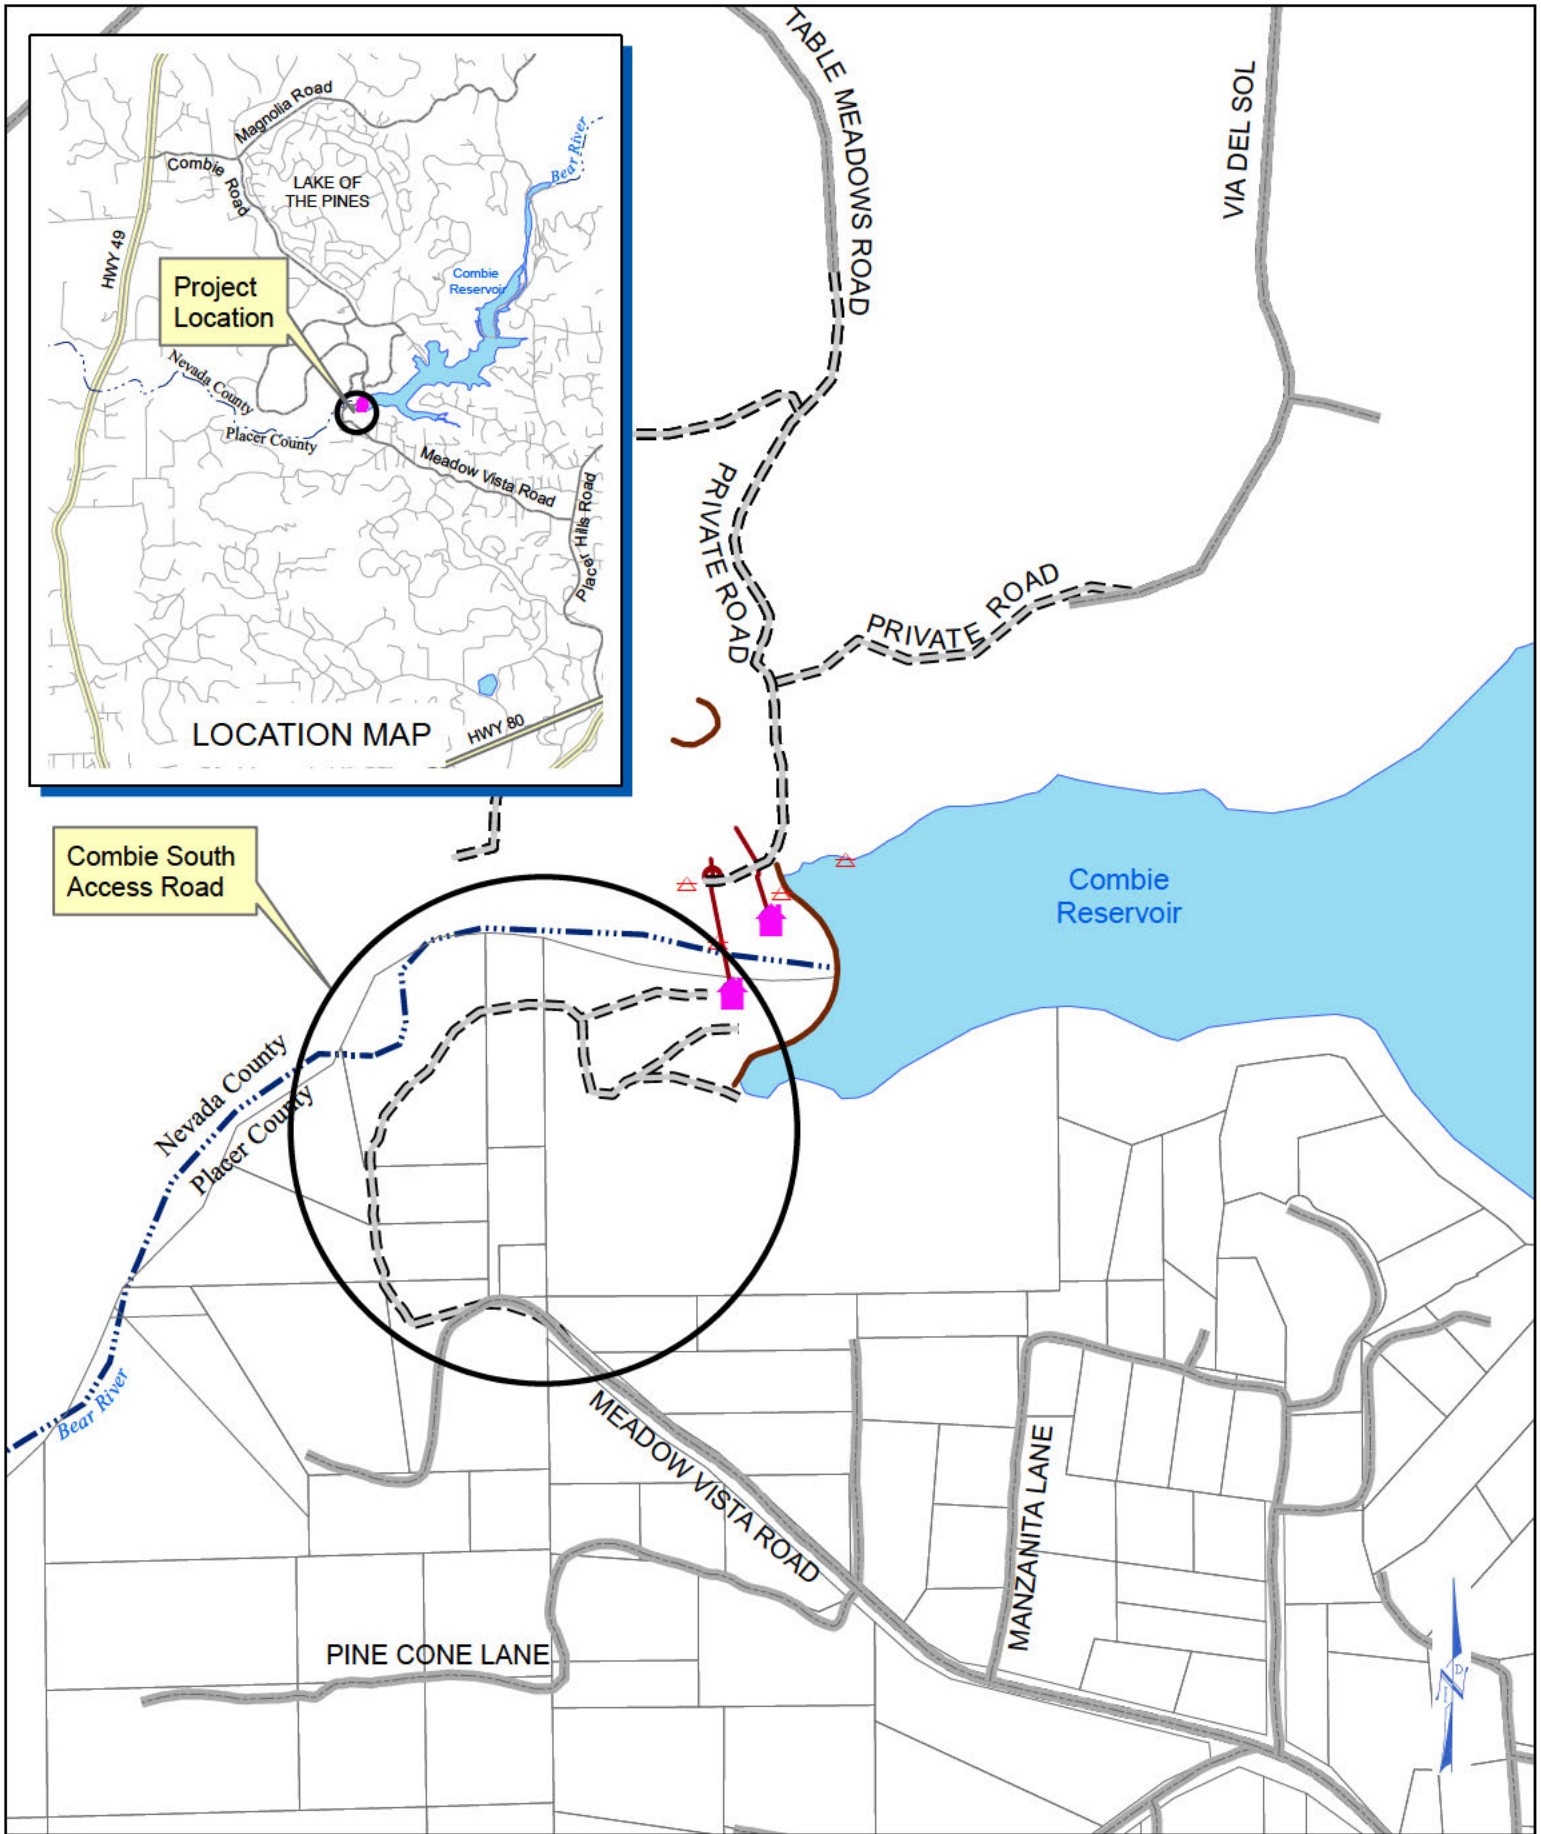 Magnolia Road
Combie Road
LAKE OF
THE PINES
Bear River
HWY 49
Combie
Reservoir
Project
Location
Nevada County
Placer County
Meadow Vista Road
Placer Hills Road
HWY 80
LOCATION MAP
TABLE MEADOWS ROAD
VIA DEL SOL
PRIVATE ROAD
PRIVATE ROAD
Combie South
Access Road
Combie
Reservoir
Nevada County
Placer County
Bear River
MEADOW VISTA ROAD
MANZANITA LANE
PINE CONE LANE
N
I
D